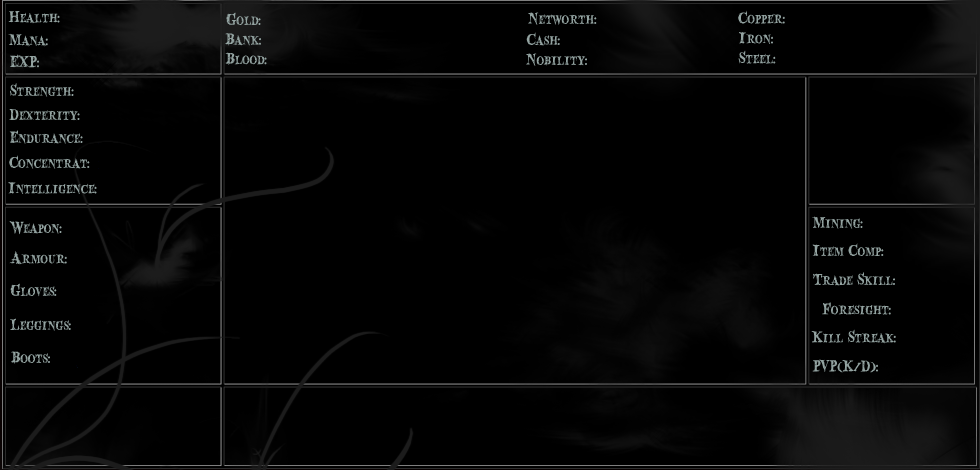 Health:
Mana:
EXP:
Gold:
Bank:
Blood:
Networth:
Cash:
Nobility:
Copper:
Iron:
Steel:
Strength:
Dexterity:
Endurance:
Concentrat:
Intelligence:
Weapon:
Armour:
Gloves:
Leggings:
Boots:
Mining:
Item Comp:
Trade Skill:
Foresight:
Kill Streak:
PVP(K/D):